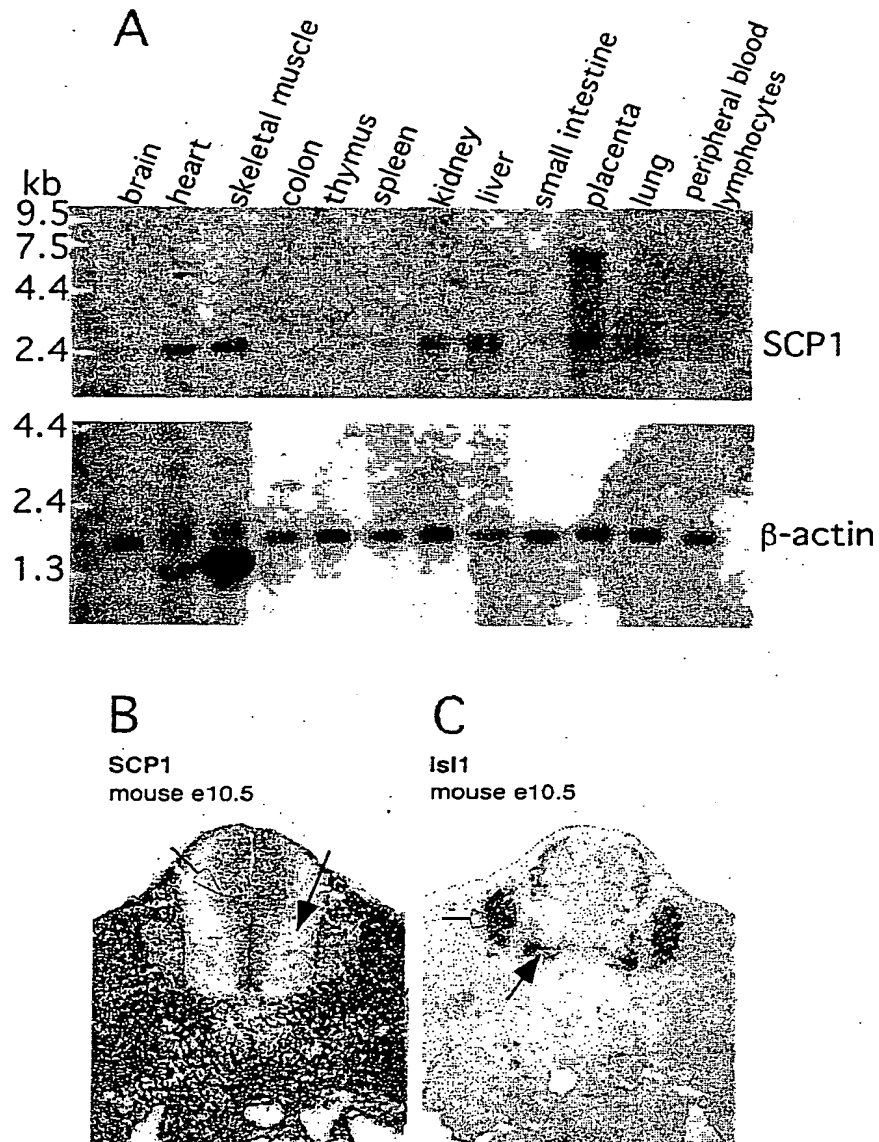 A
brain
heart
skeletal muscle
colon
thymus
spleen
kidney
liver
small intestine
placenta
lung
peripheral blood
lymphocytes
kb
9.5
7.5
4.4
2.4
SCP1
4.4
2.4
1.3
β-actin
B
SCP1
mouse e10.5
C
Isl1
mouse e10.5